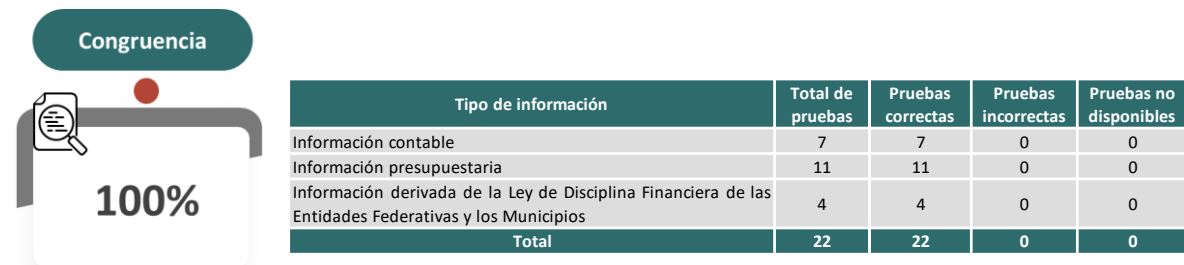 Congruencia
100%
Tipo de información Total de pruebas Pruebas correctas Pruebas incorrectas Pruebas no disponibles
Información contable 7 7 0 0
Información presupuestaria 11 11 0 0
Información derivada de la Ley de Disciplina Financiera de las
Entidades Federativas y los Municipios 4 4 0 0
Total 22 22 0 0